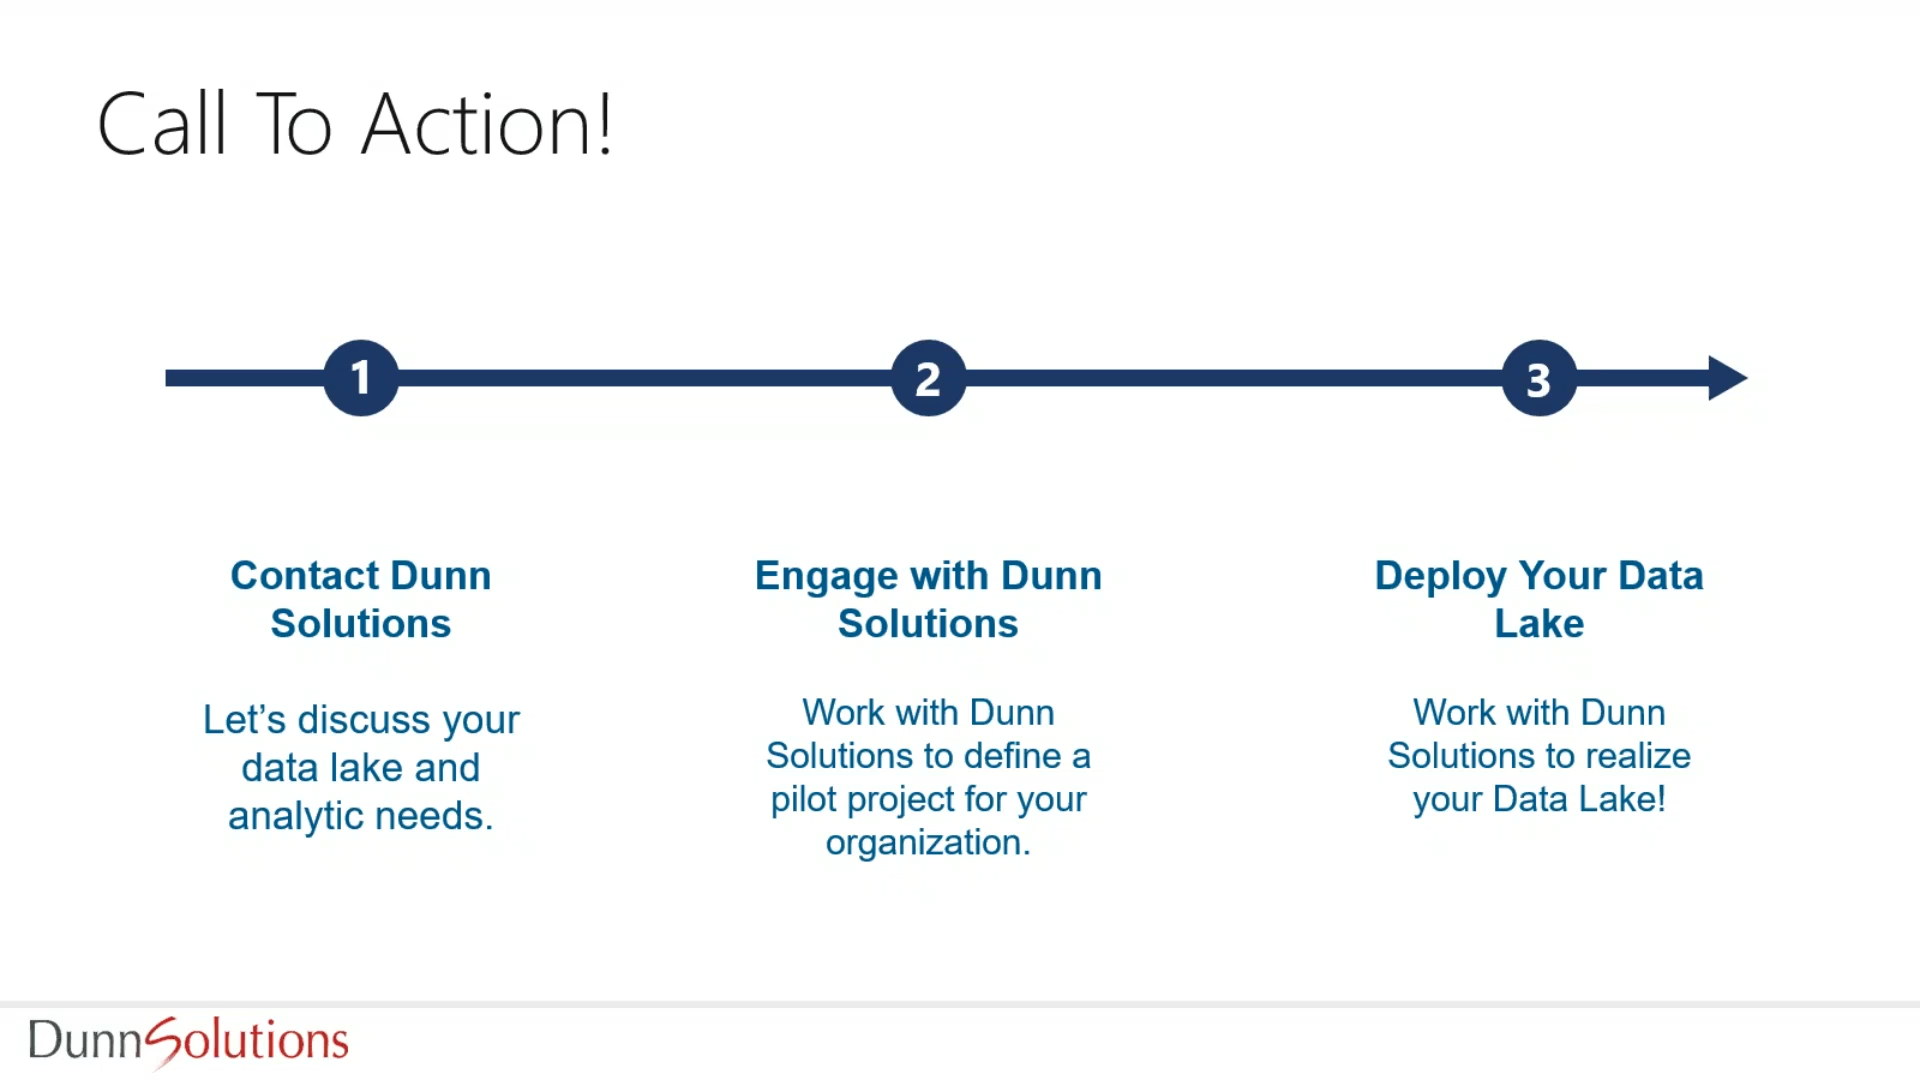 Call To Action!
1
2
3
Contact Dunn
Solutions
Let’s discuss your
data lake and
analytic needs.
Engage with Dunn
Solutions
Work with Dunn
Solutions to define a
pilot project for your
organization.
Deploy Your Data
Lake
Work with Dunn
Solutions to realize
your Data Lake!
DunnSolutions